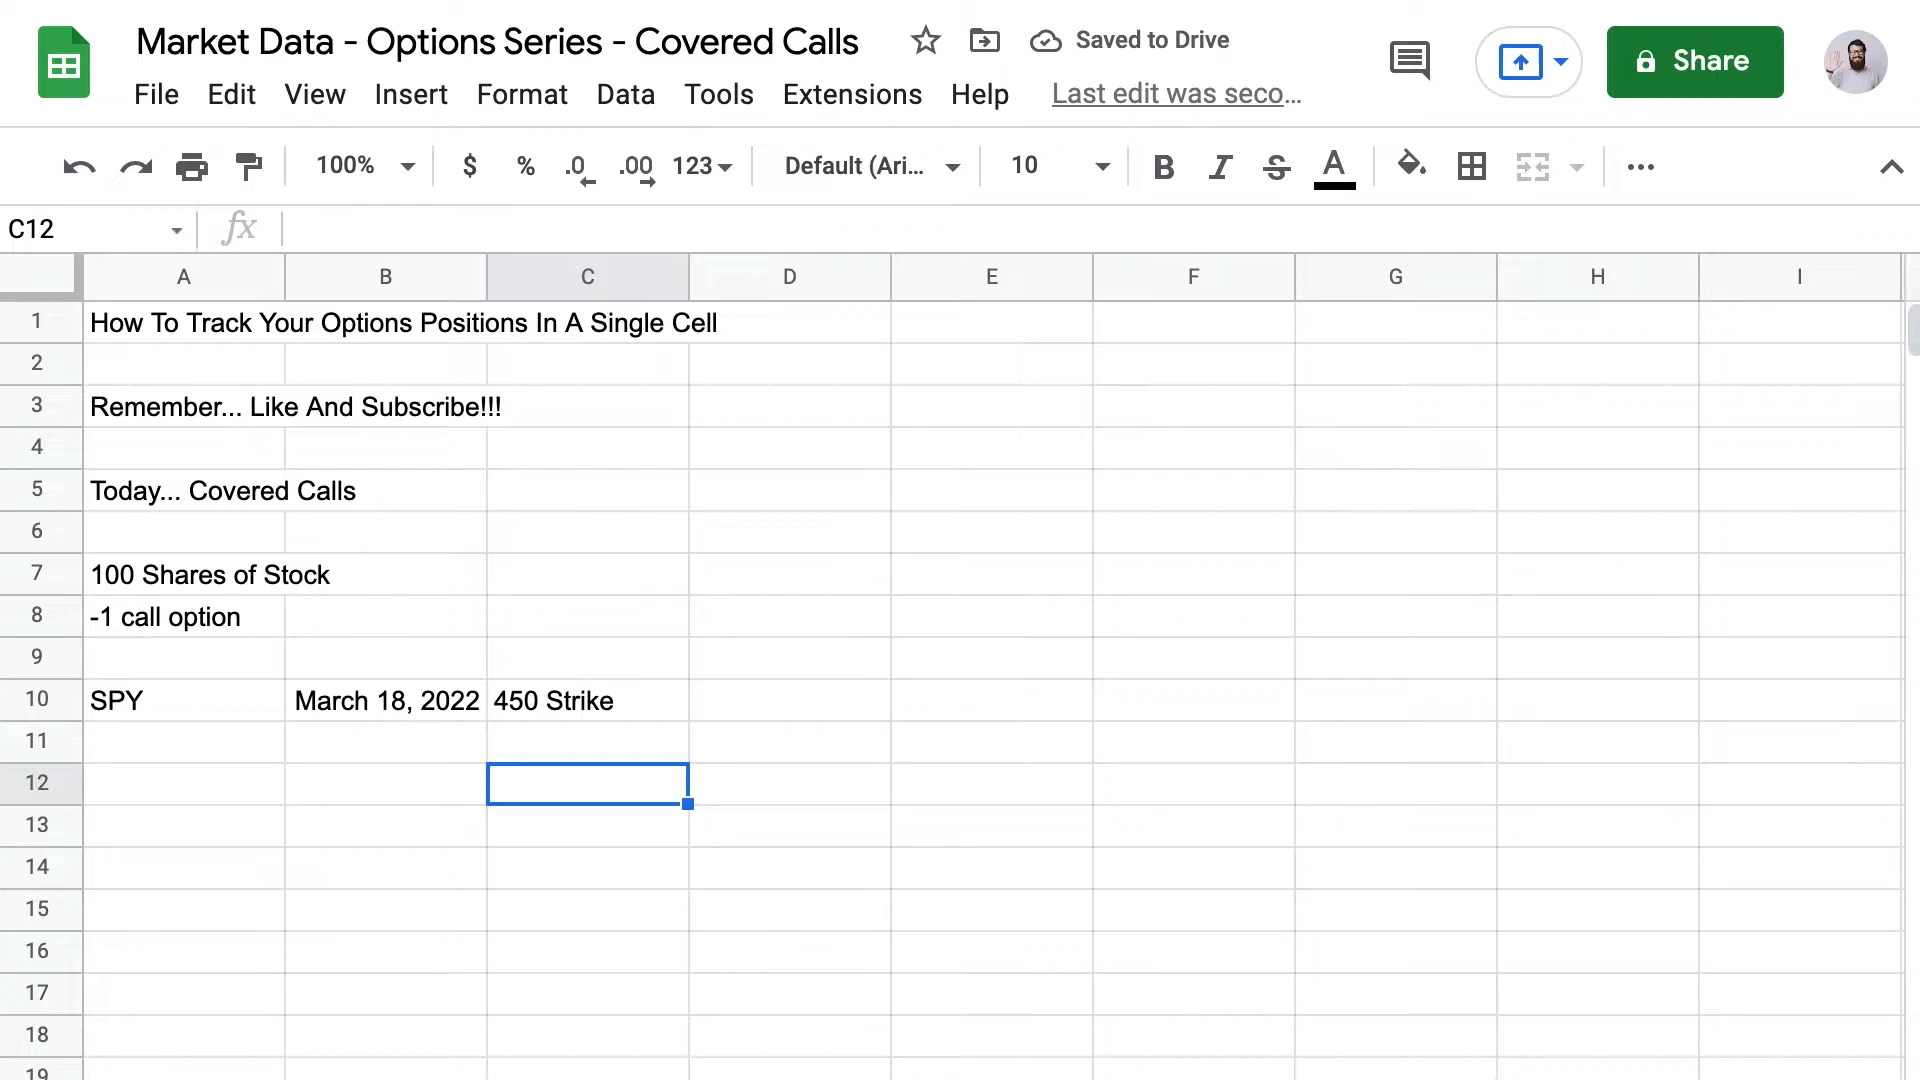 Market Data - Options Series - Covered Calls Saved to Drive
Share
File Edit View Insert Format Data Tools Extensions Help Last edit was seco...
100% $ % .0 .00 123 Default (Ari... 10 B I S A
C12 fx
A B C D E F G H I
1 How To Track Your Options Positions In A Single Cell
2
3 Remember... Like And Subscribe!!!
4
5 Today... Covered Calls
6
7 100 Shares of Stock
8 -1 call option
9
10 SPY March 18, 2022 450 Strike
11
12
13
14
15
16
17
18
19